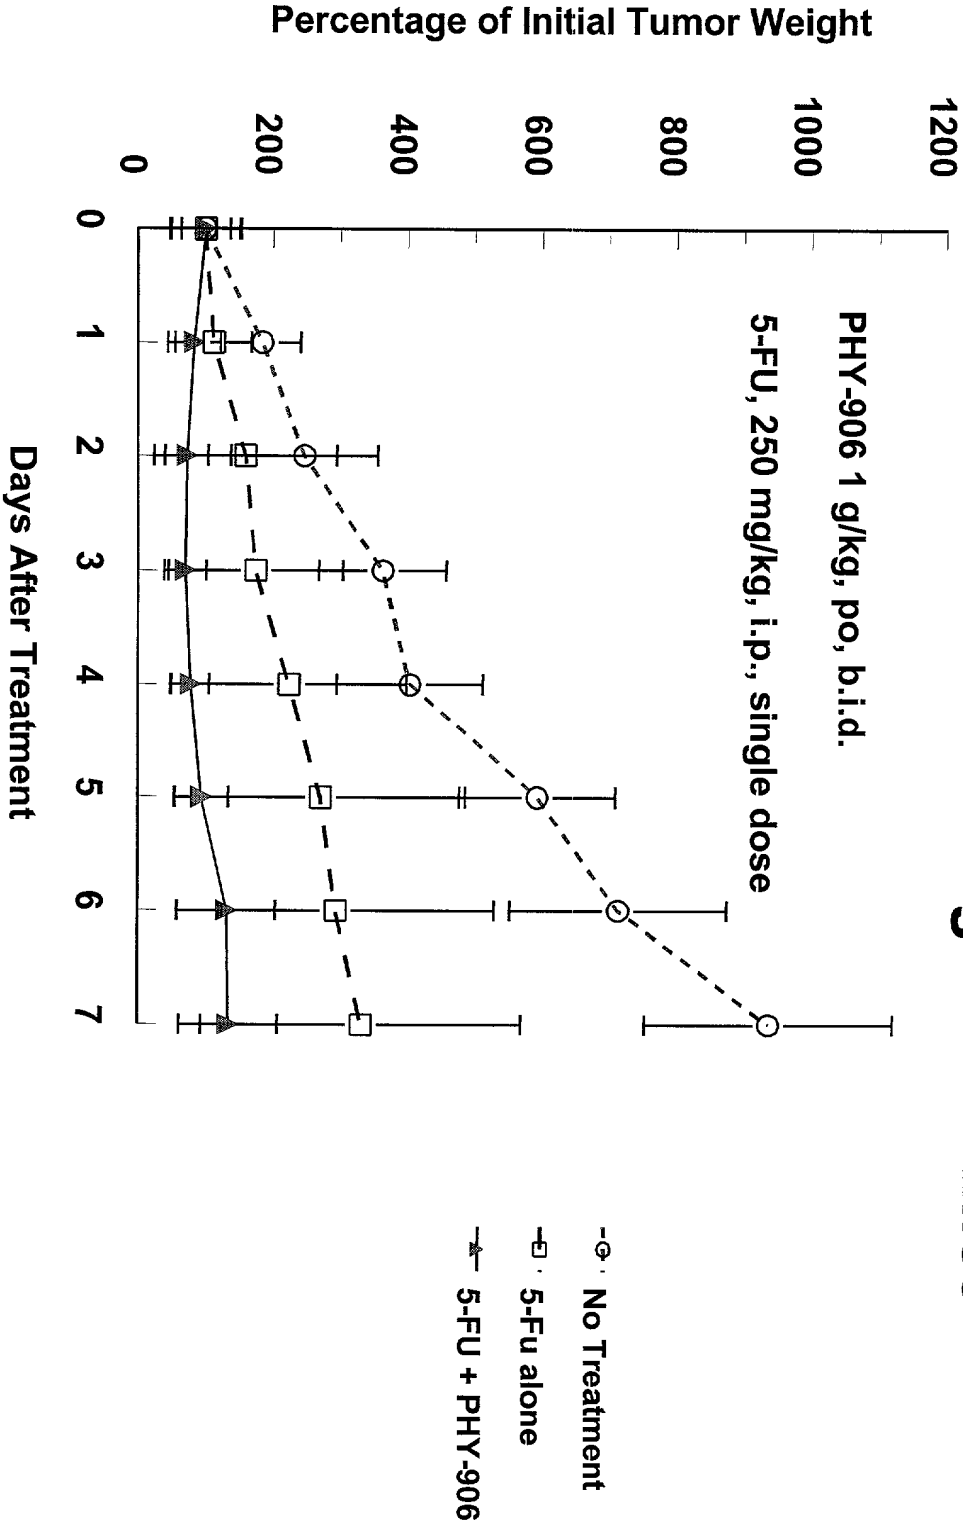 Percentage of Initial Tumor Weight
1200
1000
800
600
400
200
0
0
1
2
3
4
5
6
7
Days After Treatment
PHY-906 1 g/kg, po, b.i.d.
5-FU, 250 mg/kg, i.p., single dose
No Treatment
5-Fu alone
5-FU + PHY-906